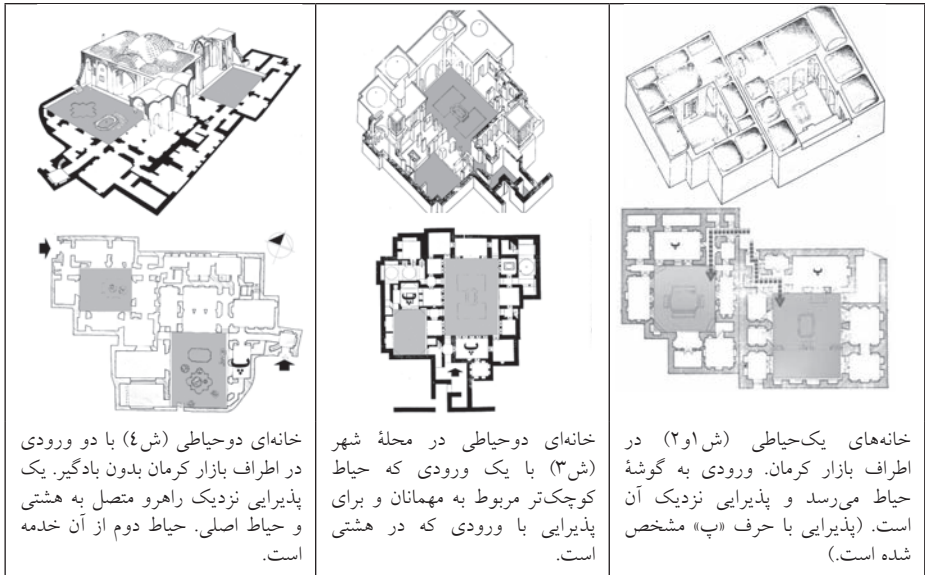 خانه‌های یک‌حیاطی (ش۱و۲) در
اطراف بازار کرمان. ورودی به گوشهٔ
حیاط می‌رسد و پذیرایی نزدیک آن
است. (پذیرایی با حرف «پ» مشخص
شده است.)
خانه‌ای دوحیاطی در محلهٔ شهر
(ش۳) با یک ورودی که حیاط
کوچک‌تر مربوط به مهمانان و برای
پذیرایی با ورودی که در هشتی
است.
خانه‌ای دوحیاطی (ش٤) با دو ورودی
در اطراف بازار کرمان بدون بادگیر. یک
پذیرایی نزدیک راهرو متصل به هشتی
و حیاط اصلی. حیاط دوم از آن خدمه
است.
پ
پ
پ
پ
پ